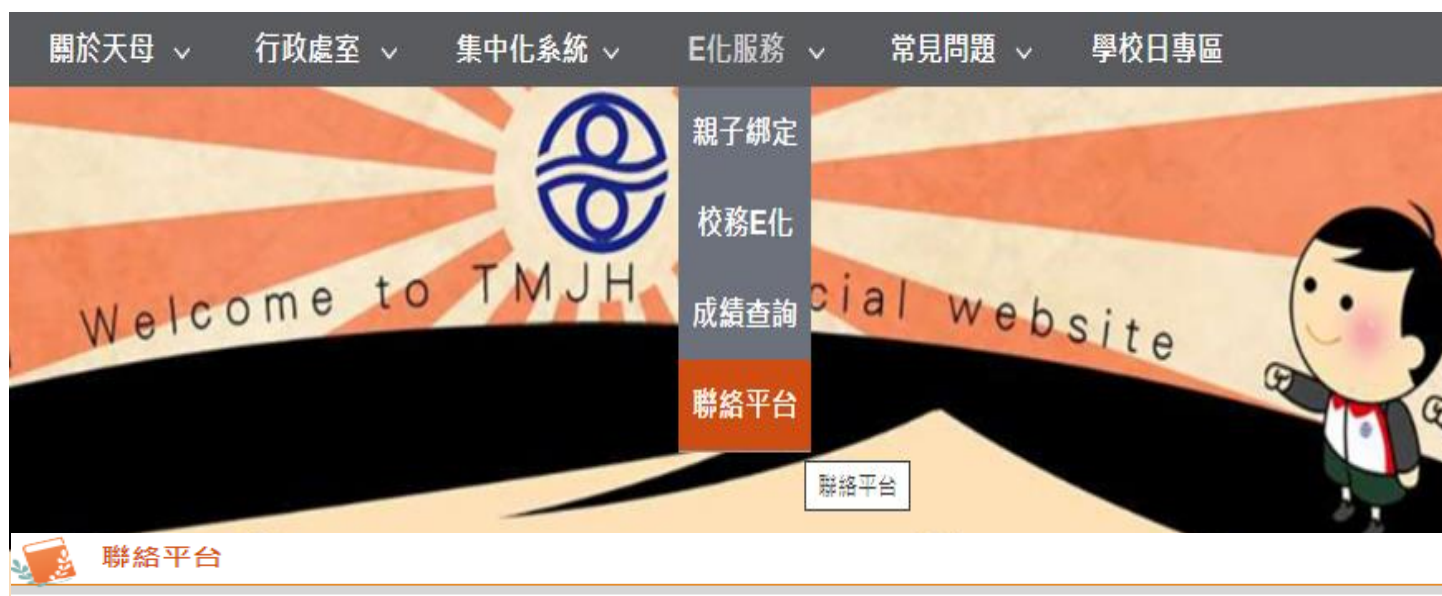 關於天母 行政處室 集中化系統 E化服務 常見問題 學校日專區
親子綁定
校務E化
成績查詢
聯絡平台
Welcome to TMJH cial website
聯絡平台
聯絡平台